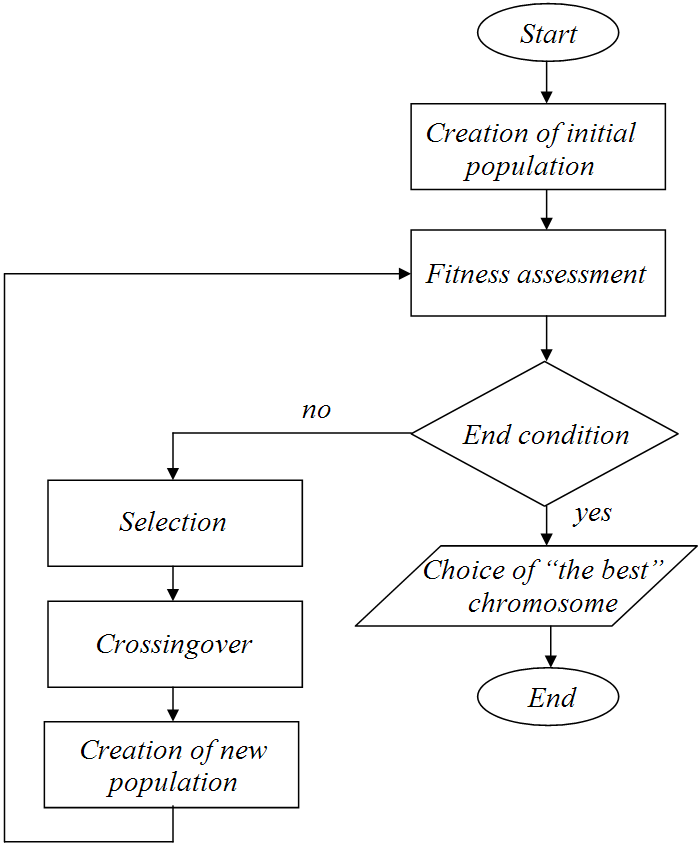 Start
Creation of initial
population
Fitness assessment
no
End condition
yes
Selection
Choice of “the best”
chromosome
Crossingover
End
Creation of new
population